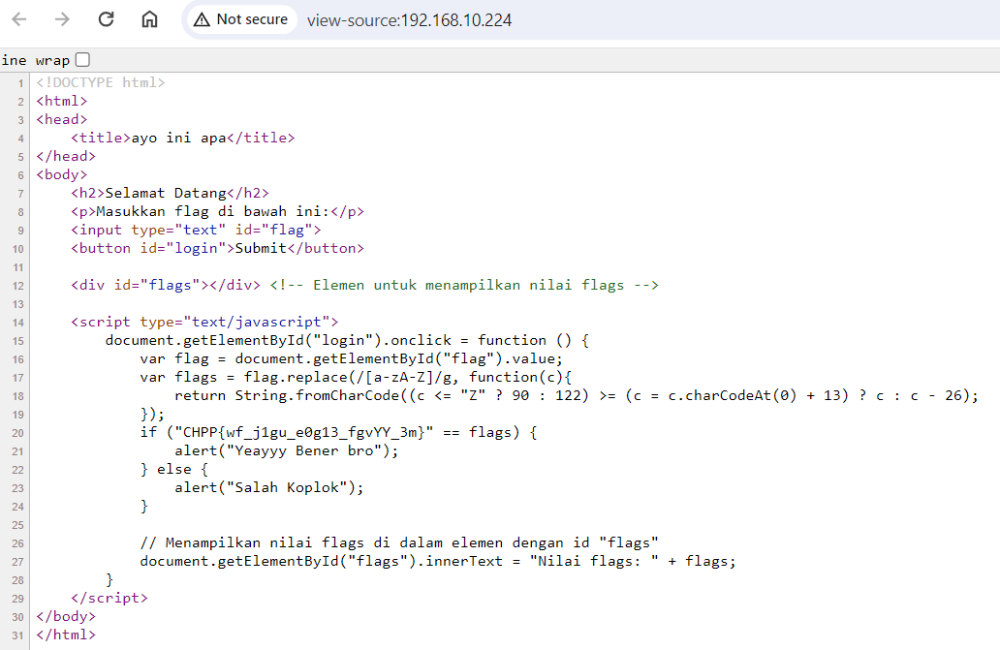 Not secure view-source:192.168.10.224
ine wrap
1 <!DOCTYPE html>
2 <html>
3 <head>
4     <title>ayo ini apa</title>
5 </head>
6 <body>
7     <h2>Selamat Datang</h2>
8     <p>Masukkan flag di bawah ini:</p>
9     <input type="text" id="flag">
10     <button id="login">Submit</button>
11
12     <div id="flags"></div> <!-- Elemen untuk menampilkan nilai flags -->
13
14     <script type="text/javascript">
15         document.getElementById("login").onclick = function () {
16             var flag = document.getElementById("flag").value;
17             var flags = flag.replace(/[a-zA-Z]/g, function(c){
18                 return String.fromCharCode((c <= "Z" ? 90 : 122) >= (c = c.charCodeAt(0) + 13) ? c : c - 26);
19             });
20             if ("CHPP{wf_j1gu_e0g13_fgvYY_3m}" == flags) {
21                 alert("Yeayyy Bener bro");
22             } else {
23                 alert("Salah Koplok");
24             }
25
26             // Menampilkan nilai flags di dalam elemen dengan id "flags"
27             document.getElementById("flags").innerText = "Nilai flags: " + flags;
28         }
29     </script>
30 </body>
31 </html>